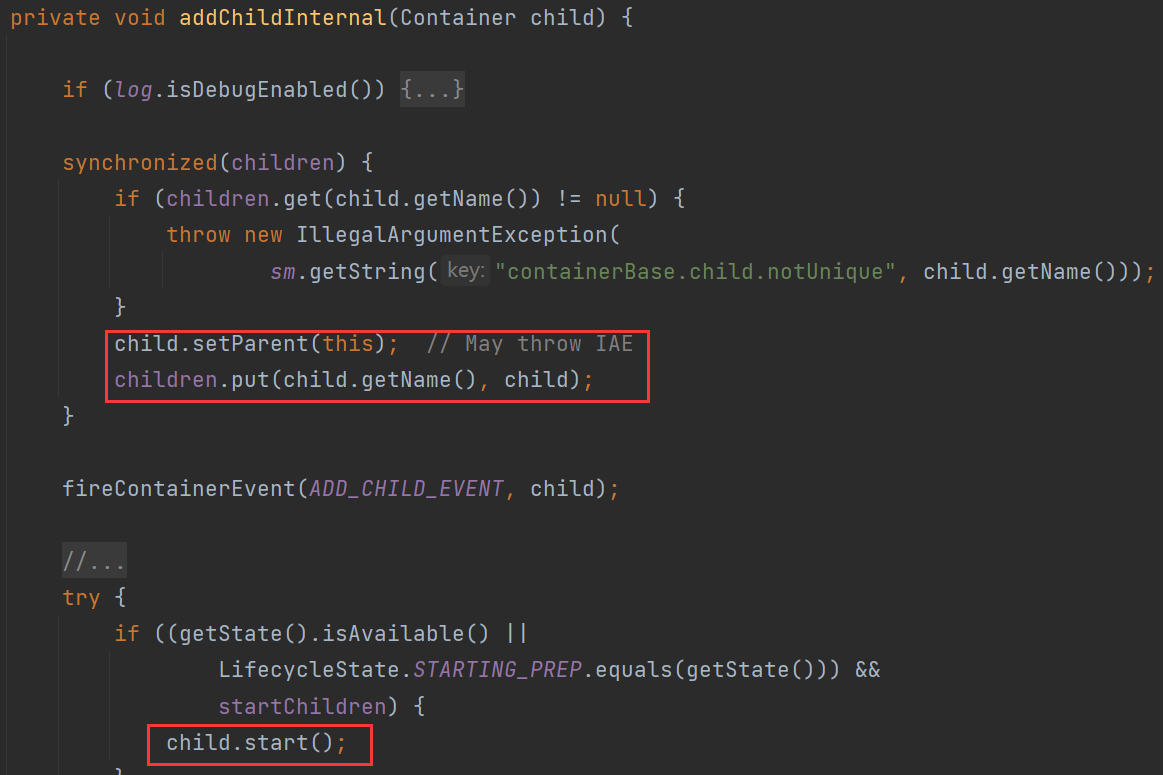 private void addChildInternal(Container child) {
if (log.isDebugEnabled()) {...}
synchronized(children) {
if (children.get(child.getName()) != null) {
throw new IllegalArgumentException(
sm.getString( key: "containerBase.child.notUnique", child.getName()));
}
child.setParent(this); // May throw IAE
children.put(child.getName(), child);
}
fireContainerEvent(ADD_CHILD_EVENT, child);
//...
try {
if ((getState().isAvailable() ||
LifecycleState.STARTING_PREP.equals(getState())) &&
startChildren) {
child.start();
}